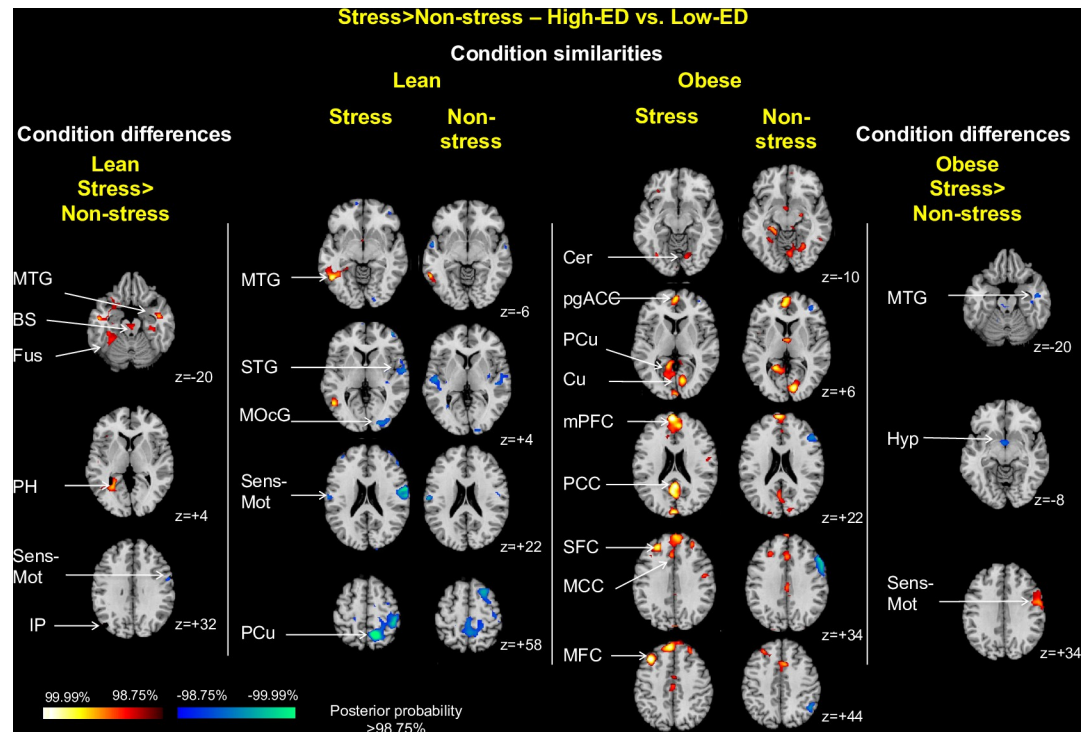 Stress>Non-stress – High-ED vs. Low-ED
Condition similarities
Lean
Obese
Stress
Non-
stress
Stress
Non-
stress
Condition differences
Lean
Stress>
Non-stress
MTG
BS
Fus
z=-20
PH
z=+4
Sens-
Mot
IP
z=+32
MTG
z=-6
STG
MOcG
z=+4
Sens-
Mot
z=+22
PCu
z=+58
Cer
z=-10
pgACC
PCu
Cu
z=+6
mPFC
PCC
z=+22
SFC
MCC
z=+34
MFC
z=+44
Condition differences
Obese
Stress>
Non-stress
MTG
z=-20
Hyp
z=-8
Sens-
Mot
z=+34
99.99% 98.75% -98.75% -99.99%
Posterior probability
>98.75%